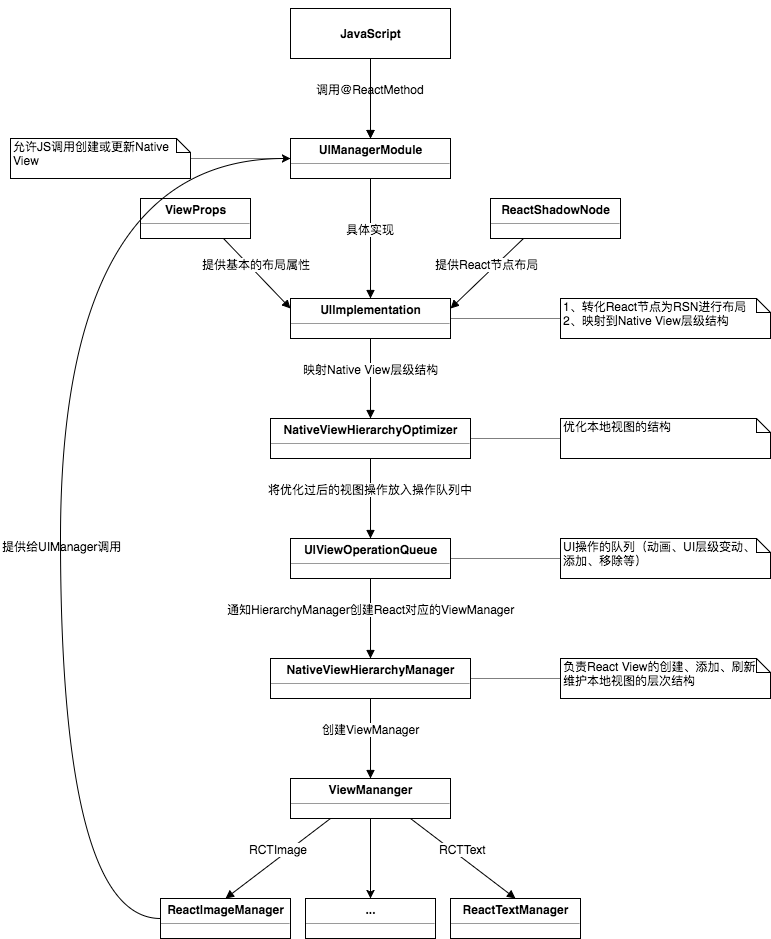 JavaScript
调用@ReactMethod
允许JS调用创建或更新Native
View
UIManagerModule
ViewProps
ReactShadowNode
具体实现
提供基本的布局属性
提供React节点布局
UIImplementation
1、转化React节点为RSN进行布局
2、映射到Native View层级结构
映射Native View层级结构
NativeViewHierarchyOptimizer
优化本地视图的结构
将优化过后的视图操作放入操作队列中
提供给UIManager调用
UIViewOperationQueue
UI操作的队列（动画、UI层级变动、
添加、移除等）
通知HierarchyManager创建React对应的ViewManager
NativeViewHierarchyManager
负责React View的创建、添加、刷新
维护本地视图的层次结构
创建ViewManager
ViewMananger
RCTImage
RCTText
ReactImageManager
...
ReactTextManager